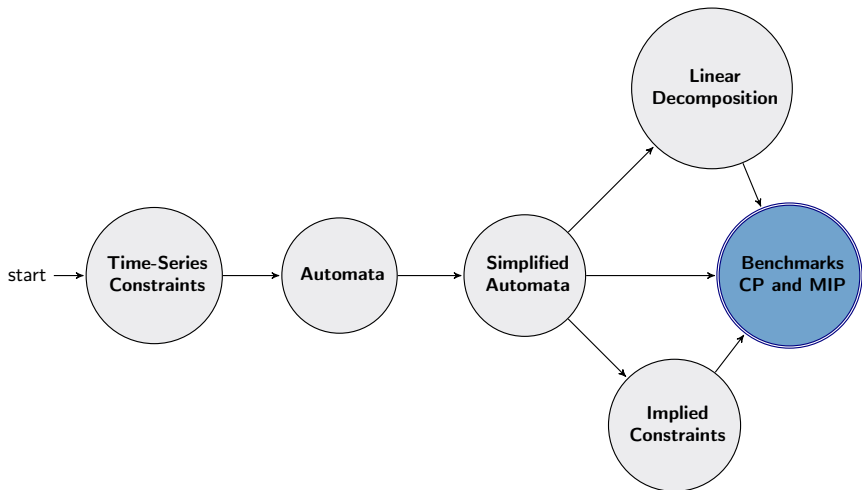 Linear
Decomposition
start
Time-Series
Constraints
Automata
Simplified
Automata
Benchmarks
CP and MIP
Implied
Constraints